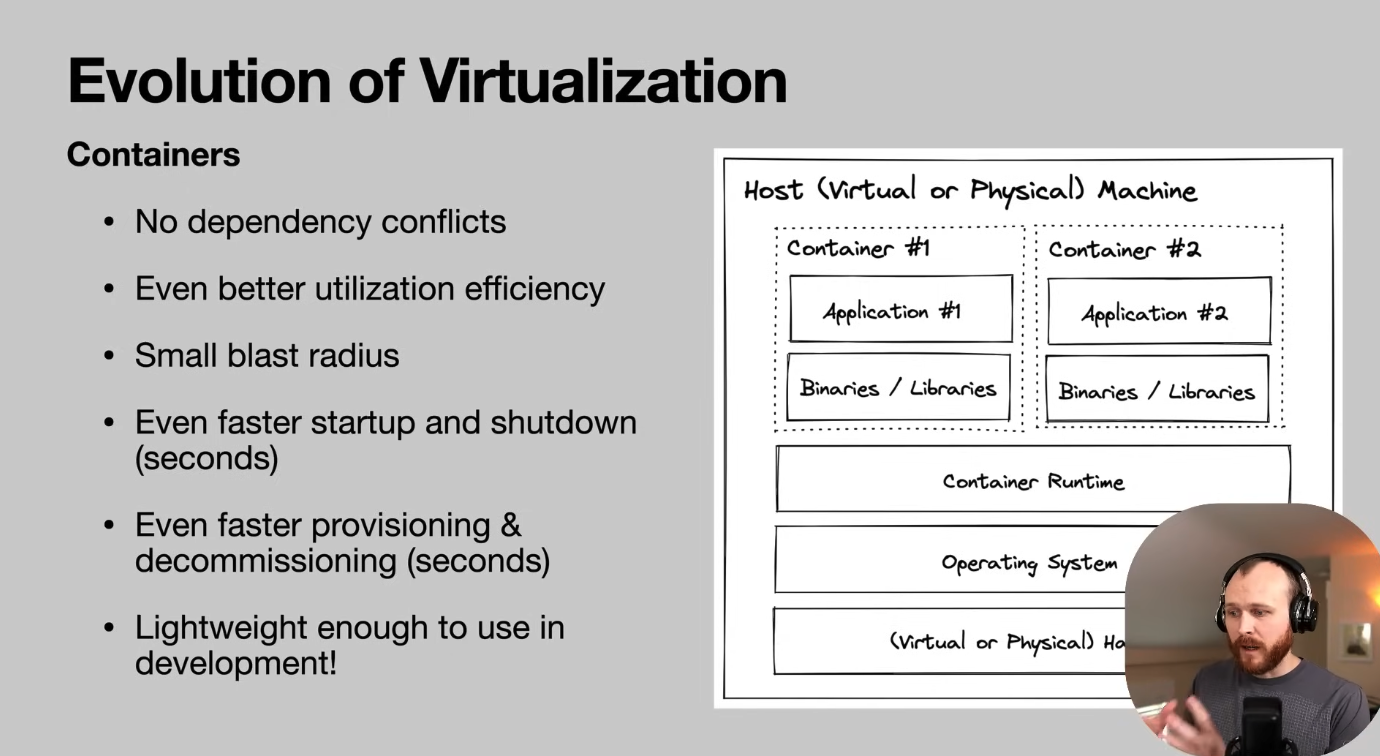 Evolution of Virtualization
Containers
• No dependency conflicts
• Even better utilization efficiency
• Small blast radius
• Even faster startup and shutdown
(seconds)
• Even faster provisioning &
decommissioning (seconds)
• Lightweight enough to use in
development!
Host (Virtual or Physical) Machine
Container #1
Application #1
Binaries / Libraries
Container #2
Application #2
Binaries / Libraries
Container Runtime
Operating System
(Virtual or Physical)